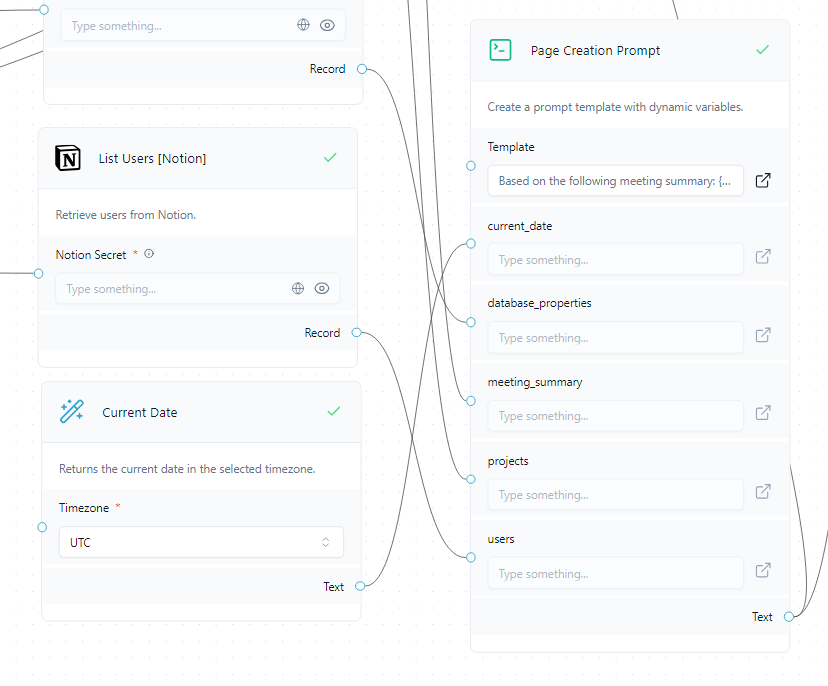 Type something...
Record
List Users [Notion]
Retrieve users from Notion.
Notion Secret *
Type something...
Record
Current Date
Returns the current date in the selected timezone.
Timezone *
UTC
Text
Page Creation Prompt
Create a prompt template with dynamic variables.
Template
Based on the following meeting summary: {...
current_date
Type something...
database_properties
Type something...
meeting_summary
Type something...
projects
Type something...
users
Type something...
Text